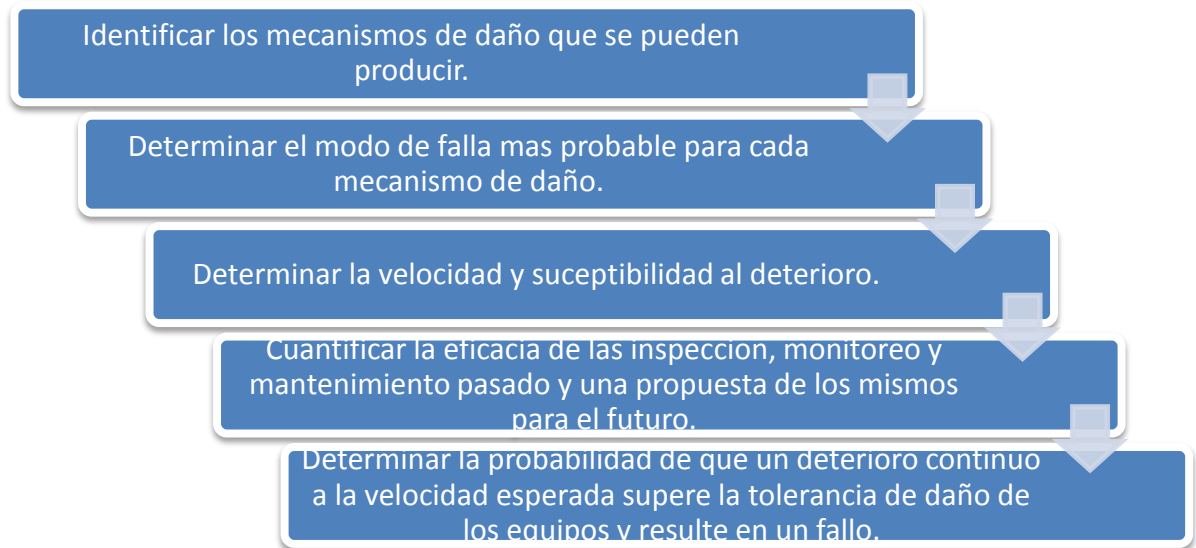 Identificar los mecanismos de daño que se pueden
producir.
Determinar el modo de falla mas probable para cada
mecanismo de daño.
Determinar la velocidad y suceptibilidad al deterioro.
Cuantificar la eficacia de las inspección, monitoreo y
mantenimiento pasado y una propuesta de los mismos
para el futuro.
Determinar la probabilidad de que un deterioro continuo
a la velocidad esperada supere la tolerancia de daño de
los equipos y resulte en un fallo.